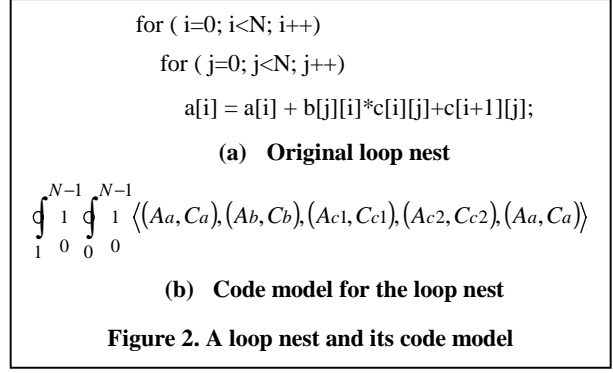 for ( i=0; i<N; i++)
for ( j=0; j<N; j++)
a[i] = a[i] + b[j][i]*c[i][j]+c[i+1][j];
(a) Original loop nest
∮ N−1 1 1 0 ∮ N−1 0 1 0 ⟨(Aa, Ca), (Ab, Cb), (Ac1, Cc1), (Ac2, Cc2), (Aa, Ca)⟩
(b) Code model for the loop nest
Figure 2. A loop nest and its code model